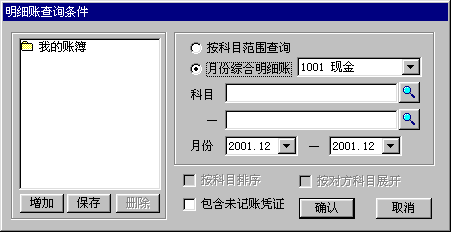 明细账查询条件
我的账簿
增加 保存 删除
按科目范围查询
月份综合明细账 1001 现金
科目
—
月份 2001.12 — 2001.12
按科目排序 按对方科目展开
包含未记账凭证 确认 取消